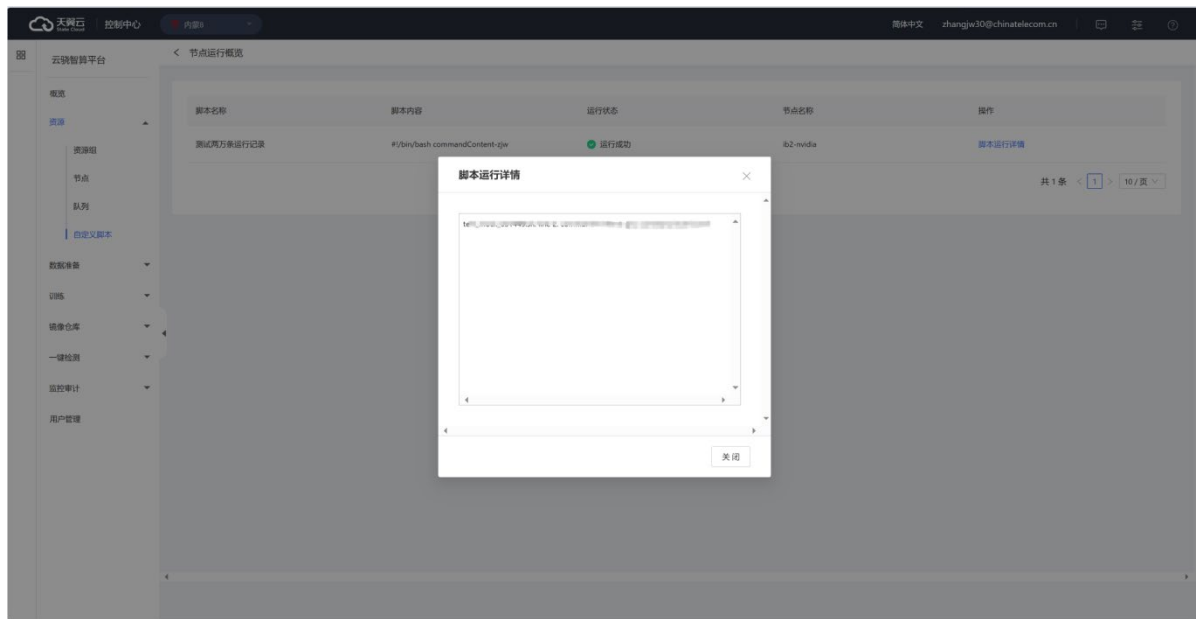 天翼云 State Cloud 控制中心 内蒙6 简体中文 zhangjw30@chinatelecom.cn
云骁智算平台
节点运行概览
概览
资源
资源组
节点
队列
自定义脚本
数据准备
训练
镜像仓库
一键检测
监控审计
用户管理
脚本名称 脚本内容 运行状态 节点名称 操作
测试两万条运行记录 #!/bin/bash commandContent-zjw 运行成功 ib2-nvidia 脚本运行详情
共 1 条 < 1 > 10 / 页
脚本运行详情
关 闭